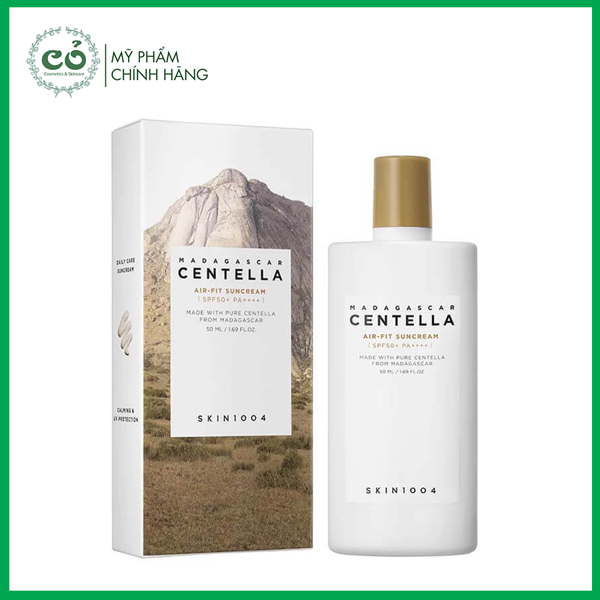 CỎ
Cosmetics & Skincare
MỸ PHẨM
CHÍNH HÃNG
DAILY CARE
SUNCREAM
CALMING &
UV PROTECTION
MADAGASCAR
CENTELLA
AIR-FIT SUNCREAM
| SPF50+ PA++++ |
MADE WITH PURE CENTELLA
FROM MADAGASCAR
50 ML / 1.69 FL.OZ.
SKIN1004
MADAGASCAR
CENTELLA
AIR-FIT SUNCREAM
| SPF50+ PA++++ |
MADE WITH PURE CENTELLA
FROM MADAGASCAR
50 ML / 1.69 FL.OZ.
SKIN1004